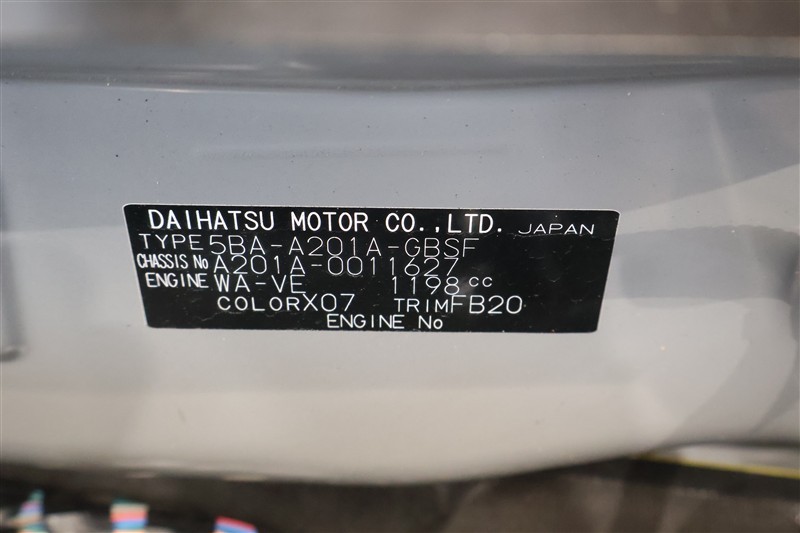 DAIHATSU MOTOR CO.,LTD. JAPAN
TYPE 5BA-A201A-GBSF
CHASSIS No A201A-0011627
ENGINE WA-VE 1198 cc
COLOR X07 TRIM FB20
ENGINE No